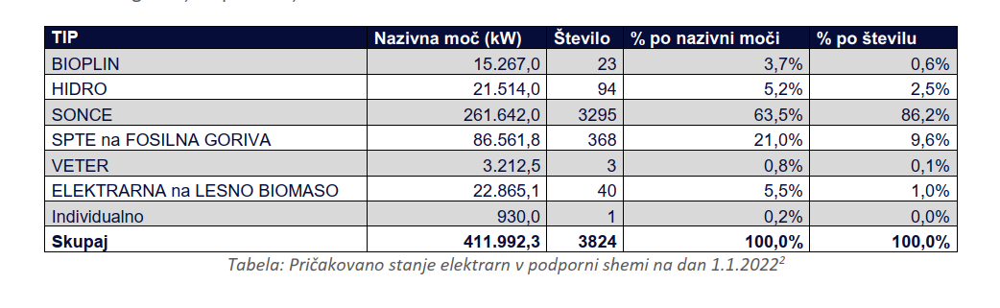 TIP Nazivna moč (kW) Število % po nazivni moči % po številu
BIOPLIN 15.267,0 23 3,7% 0,6%
HIDRO 21.514,0 94 5,2% 2,5%
SONCE 261.642,0 3295 63,5% 86,2%
SPTE na FOSILNA GORIVA 86.561,8 368 21,0% 9,6%
VETER 3.212,5 3 0,8% 0,1%
ELEKTRARNA na LESNO BIOMASO 22.865,1 40 5,5% 1,0%
Individualno 930,0 1 0,2% 0,0%
Skupaj 411.992,3 3824 100,0% 100,0%
Tabela: Pričakovano stanje elektrarn v podporni shemi na dan 1.1.2022²